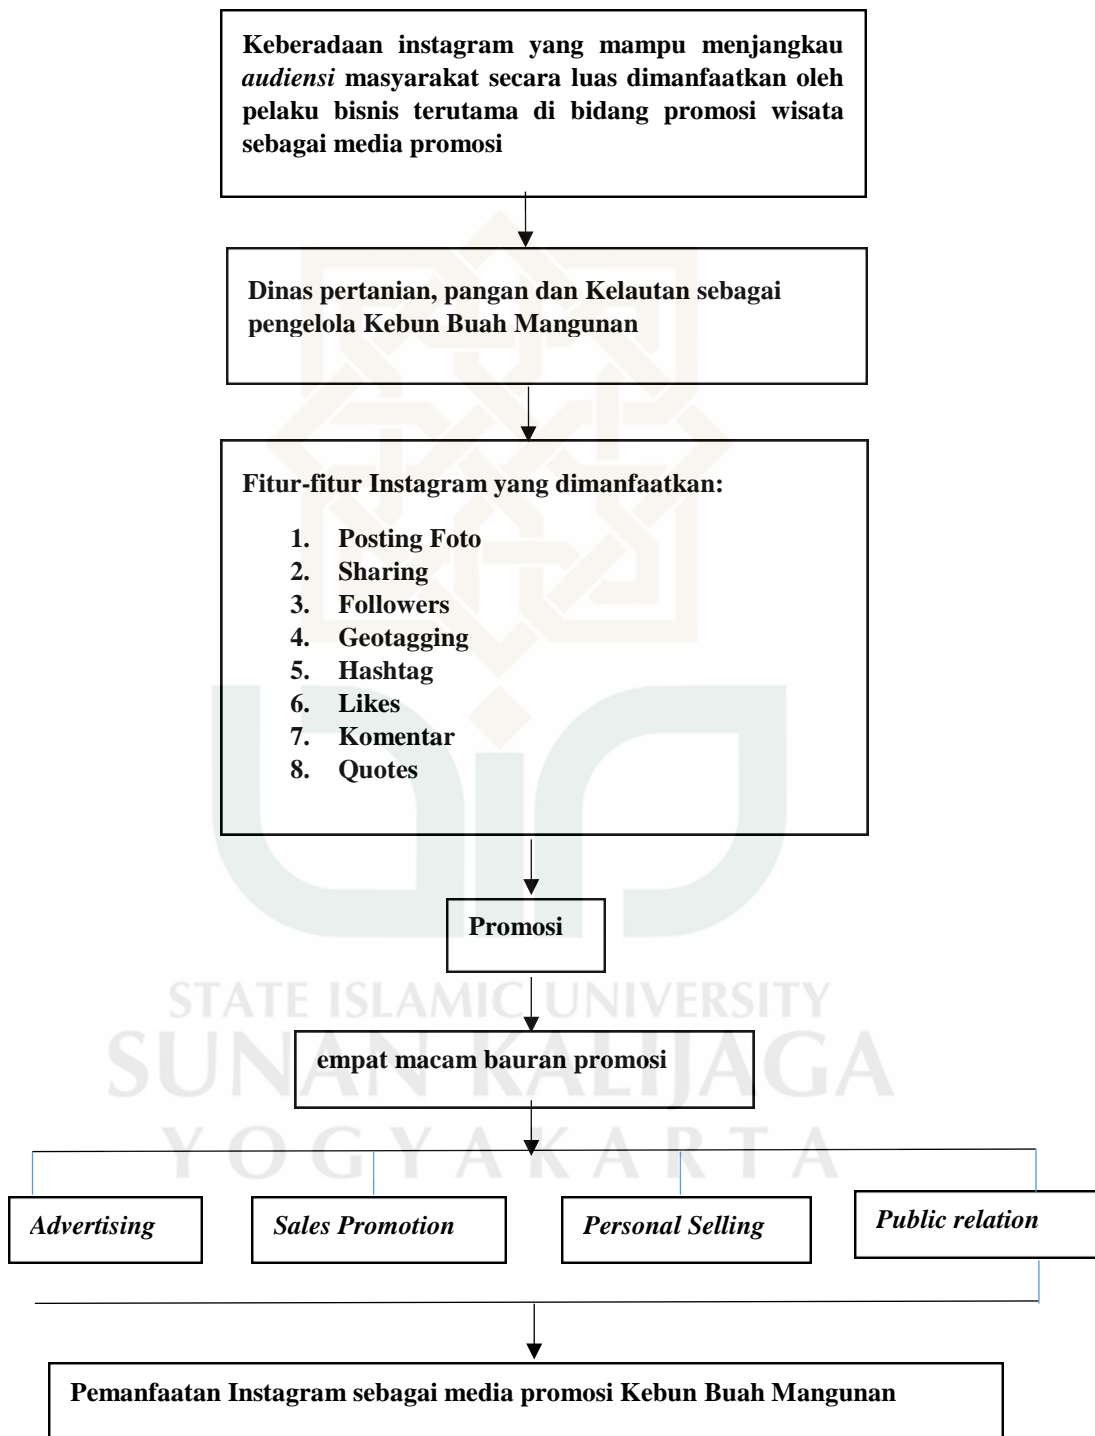 Keberadaan instagram yang mampu menjangkau
audiensi masyarakat secara luas dimanfaatkan oleh
pelaku bisnis terutama di bidang promosi wisata
sebagai media promosi
Dinas pertanian, pangan dan Kelautan sebagai
pengelola Kebun Buah Mangunan
Fitur-fitur Instagram yang dimanfaatkan:
1. Posting Foto
2. Sharing
3. Followers
4. Geotagging
5. Hashtag
6. Likes
7. Komentar
8. Quotes
Promosi
STATE ISLAMIC UNIVERSITY
SUNAN KALIJAGA
empat macam bauran promosi
YOGYAKARTA
Advertising
Sales Promotion
Personal Selling
Public relation
Pemanfaatan Instagram sebagai media promosi Kebun Buah Mangunan